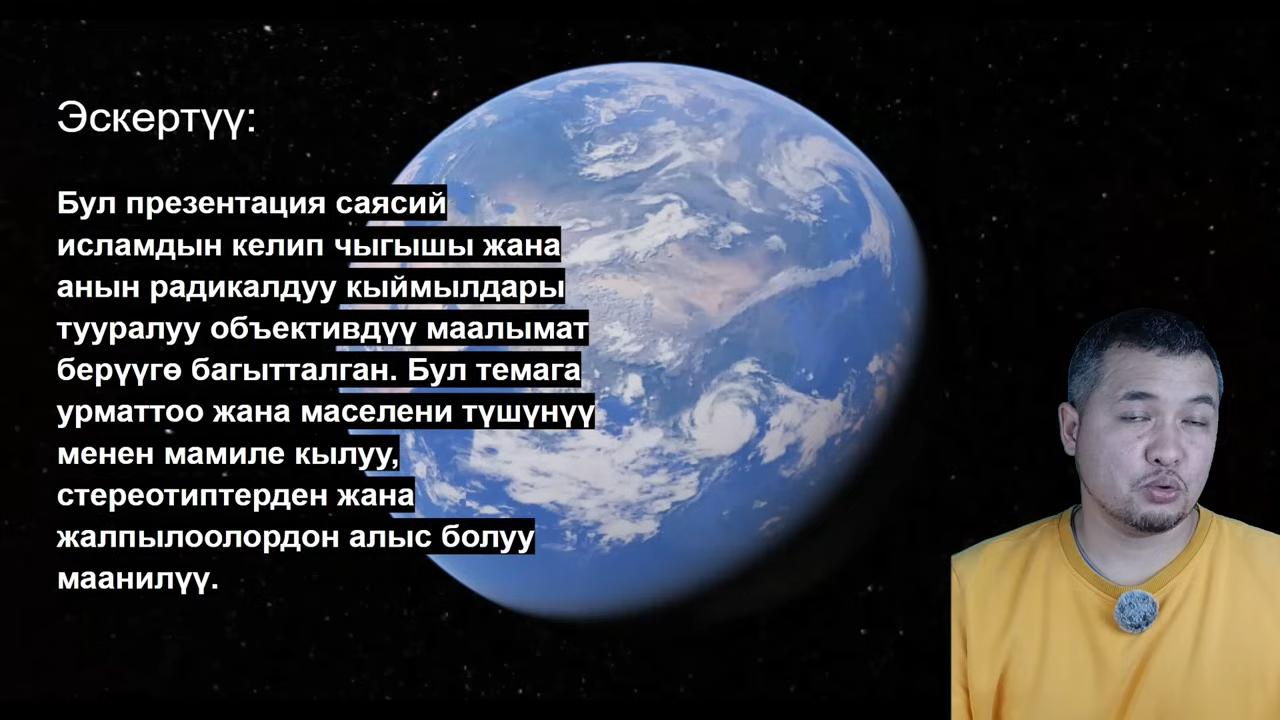 Эскертүү:
Бул презентация саясий
исламдын келип чыгышы жана
анын радикалдуу кыймылдары
тууралуу объективдүү маалымат
берүүгө багытталган. Бул темага
урматтоо жана маселени түшүнүү
менен мамиле кылуу,
стереотиптерден жана
жалпылоолордон алыс болуу
маанилүү.